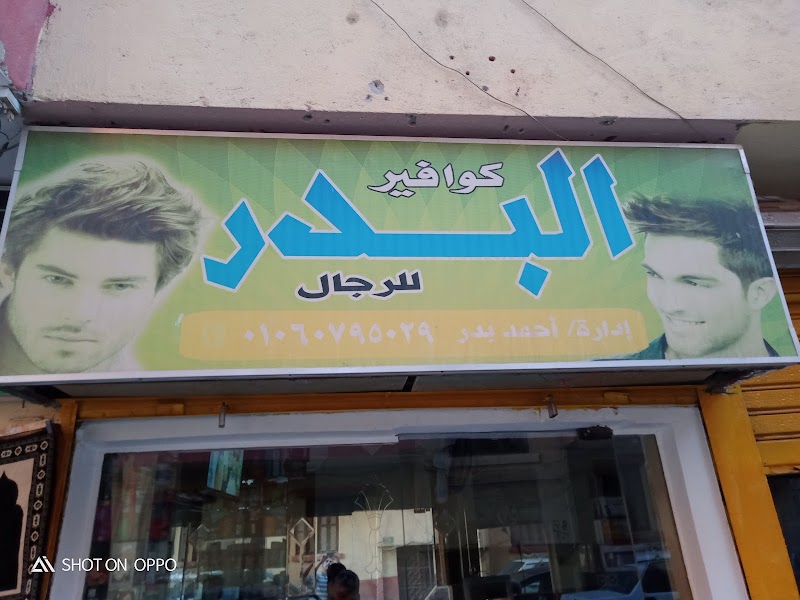 كوافير
البدر
للرجال
إدارة/ أحمد بدر ٠١٠٦٠٧٩٥٠٢٩
SHOT ON OPPO